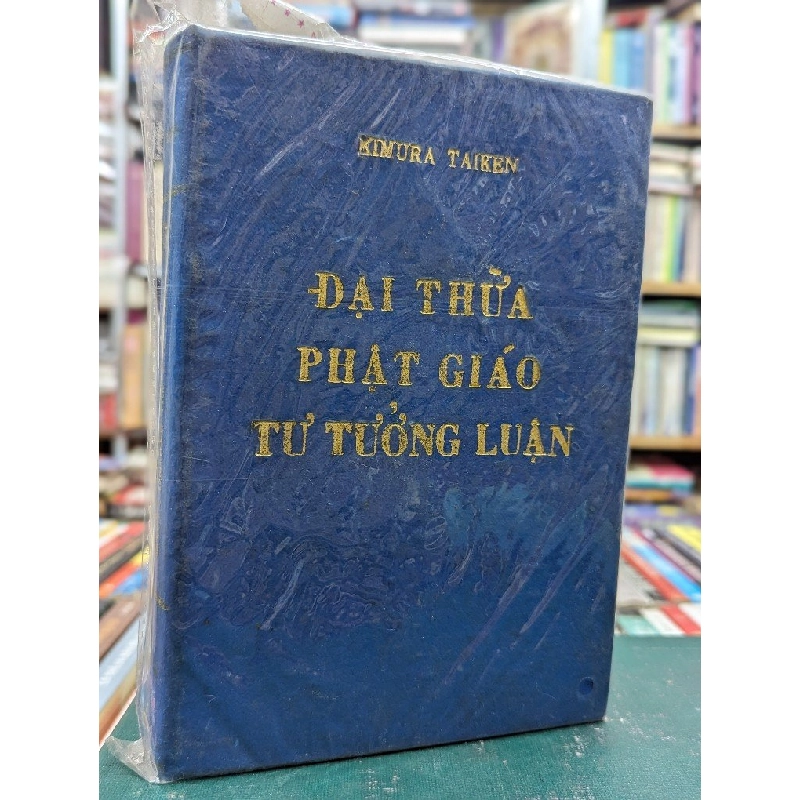 KIMURA TAIKEN
ĐẠI THỪA
PHẬT GIÁO
TƯ TƯỞNG LUẬN